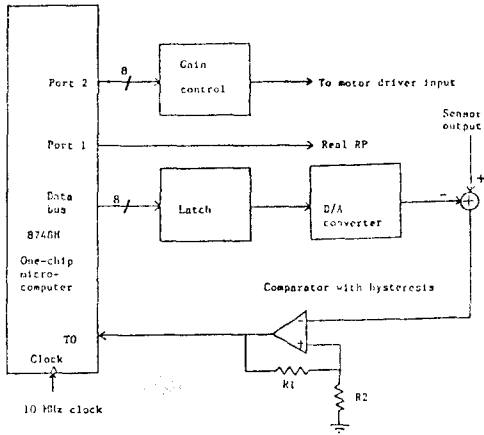 8
Gain
control
Port 2
To motor driver input
Sensor
output
Port 1
Real RP
+
Data
bus
8
Latch
D/A
converter
-
+
8748H
One-chip
micro-
computer
Comparator with hysteresis
-
TO
+
Clock
R1
R2
10 MHz clock